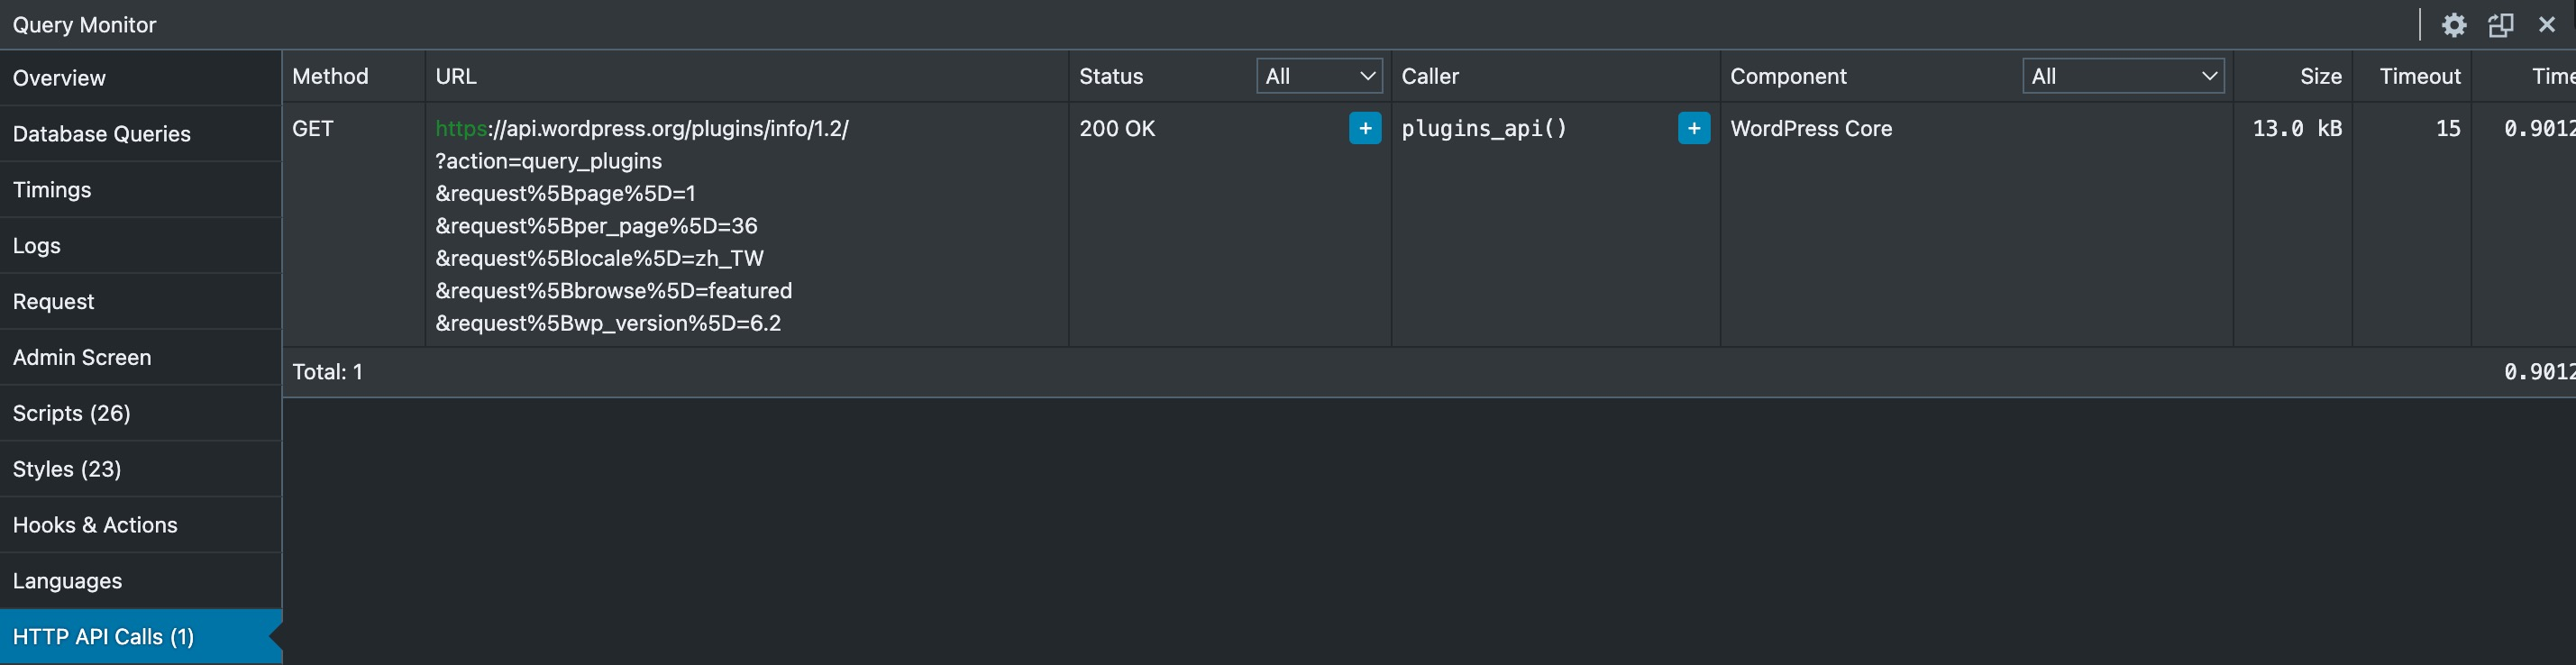 Query Monitor
Overview
Database Queries
Timings
Logs
Request
Admin Screen
Scripts (26)
Styles (23)
Hooks & Actions
Languages
HTTP API Calls (1)
Method URL Status All Caller Component All Size Timeout Time
GET https://api.wordpress.org/plugins/info/1.2/ 200 OK + plugins_api() + WordPress Core 13.0 kB 15 0.9012
?action=query_plugins
&request%5Bpage%5D=1
&request%5Bper_page%5D=36
&request%5Blocale%5D=zh_TW
&request%5Bbrowse%5D=featured
&request%5Bwp_version%5D=6.2
Total: 1 0.9012